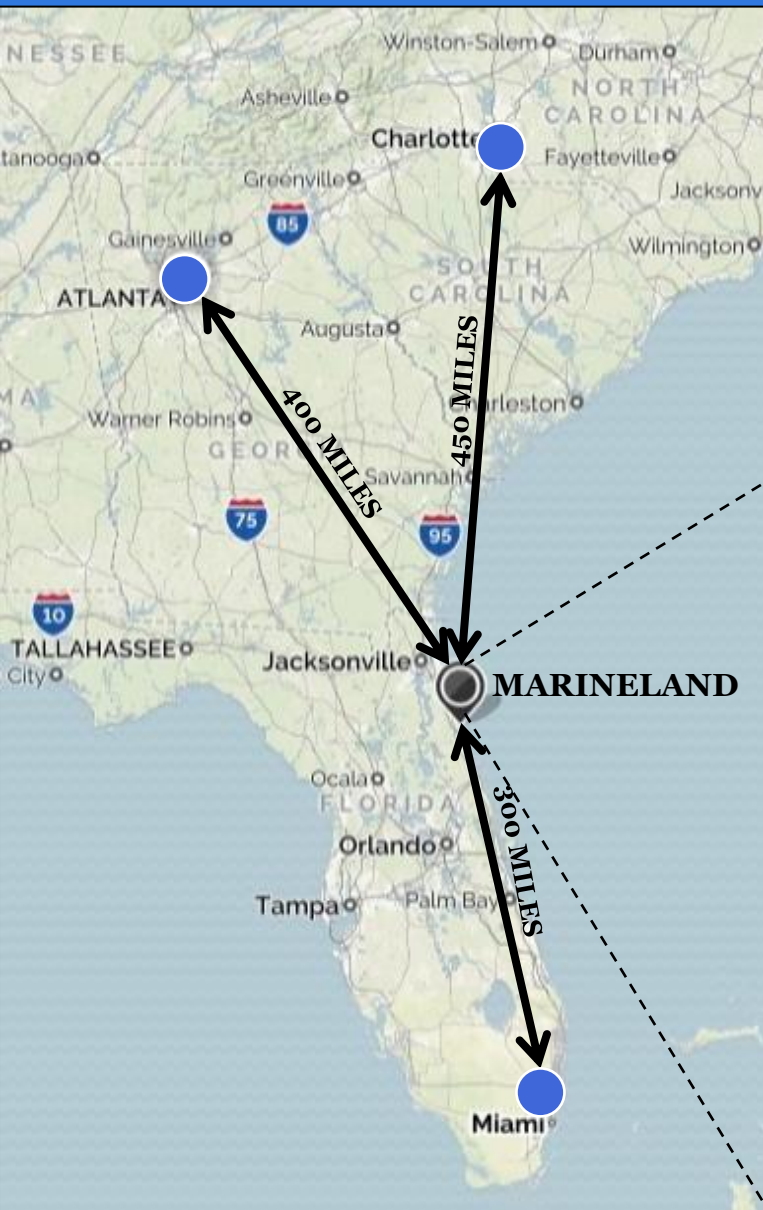 NESSEE
Winston-Salem
Durham
NORTH
CAROLINA
Asheville
Charlotte
tanooga
Fayetteville
Greenville
Jacksonv
85
Gainesville
Wilmington
SOUTH
CAROLINA
ATLANTA
Augusta
450 MILES
400 MILES
MA
rleston
Warner Robins
GEOR
Savannah
75
95
10
TALLAHASSEE
Jacksonville
City
MARINELAND
Ocala
FLORIDA
300 MILES
Orlando
Palm Bay
Tampa
Miami